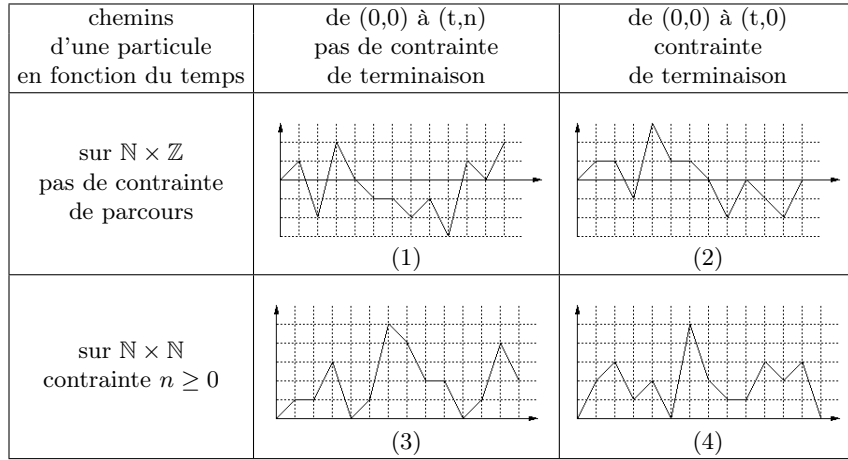 chemins
d'une particule
en fonction du temps
de (0,0) à (t,n)
pas de contrainte
de terminaison
de (0,0) à (t,0)
contrainte
de terminaison
sur ℕ × ℤ
pas de contrainte
de parcours
(1)
(2)
sur ℕ × ℕ
contrainte n ≥ 0
(3)
(4)